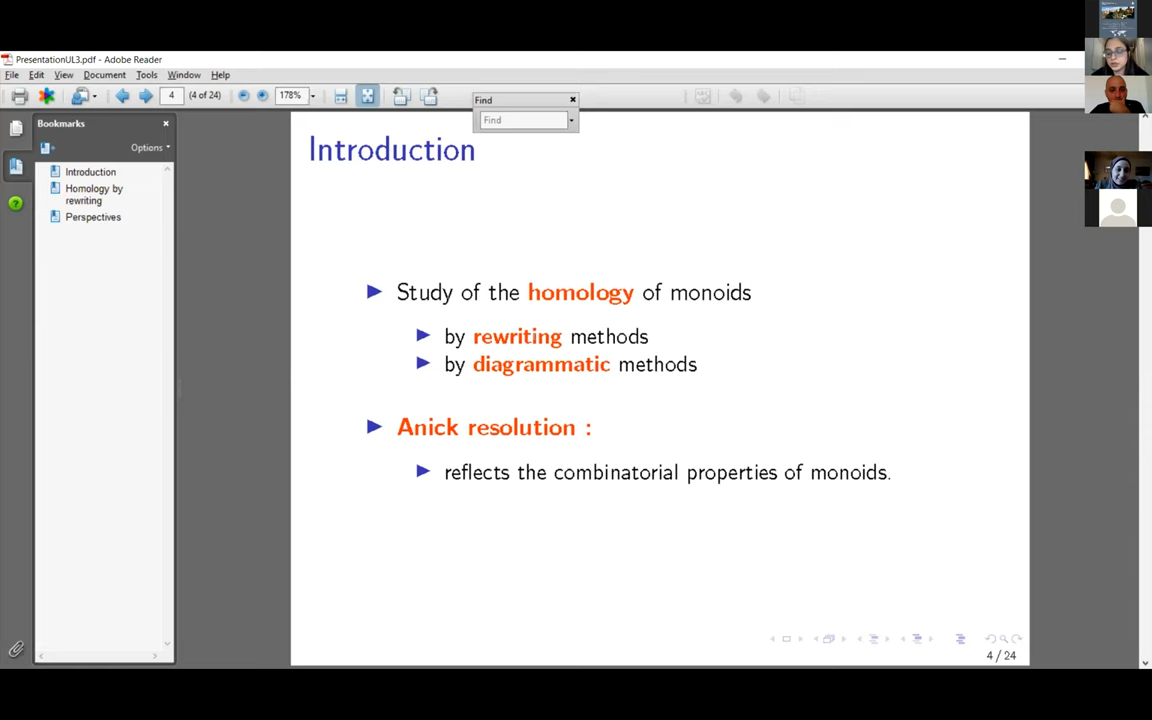 PresentationUL3.pdf - Adobe Reader
File Edit View Document Tools Window Help
4 (4 of 24) 178%
Find
Find
Bookmarks
Options
Introduction
Homology by
rewriting
Perspectives
Introduction
Study of the homology of monoids
by rewriting methods
by diagrammatic methods
Anick resolution :
reflects the combinatorial properties of monoids.
4 / 24